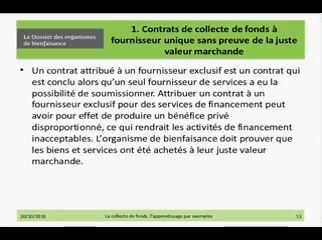 Le Dossier des organismes
de bienfaisance
1. Contrats de collecte de fonds à
fournisseur unique sans preuve de la juste
valeur marchande
• Un contrat attribué à un fournisseur exclusif est un contrat qui
est conclu alors qu'un seul fournisseur de services a eu la
possibilité de soumissionner. Attribuer un contrat à un
fournisseur exclusif pour des services de financement peut
avoir pour effet de produire un bénéfice privé
disproportionné, ce qui rendrait les activités de financement
inacceptables. L'organisme de bienfaisance doit prouver que
les biens et services ont été achetés à leur juste valeur
marchande.
20/10/2010
La collecte de fonds, l'apprentissage par exemples
13